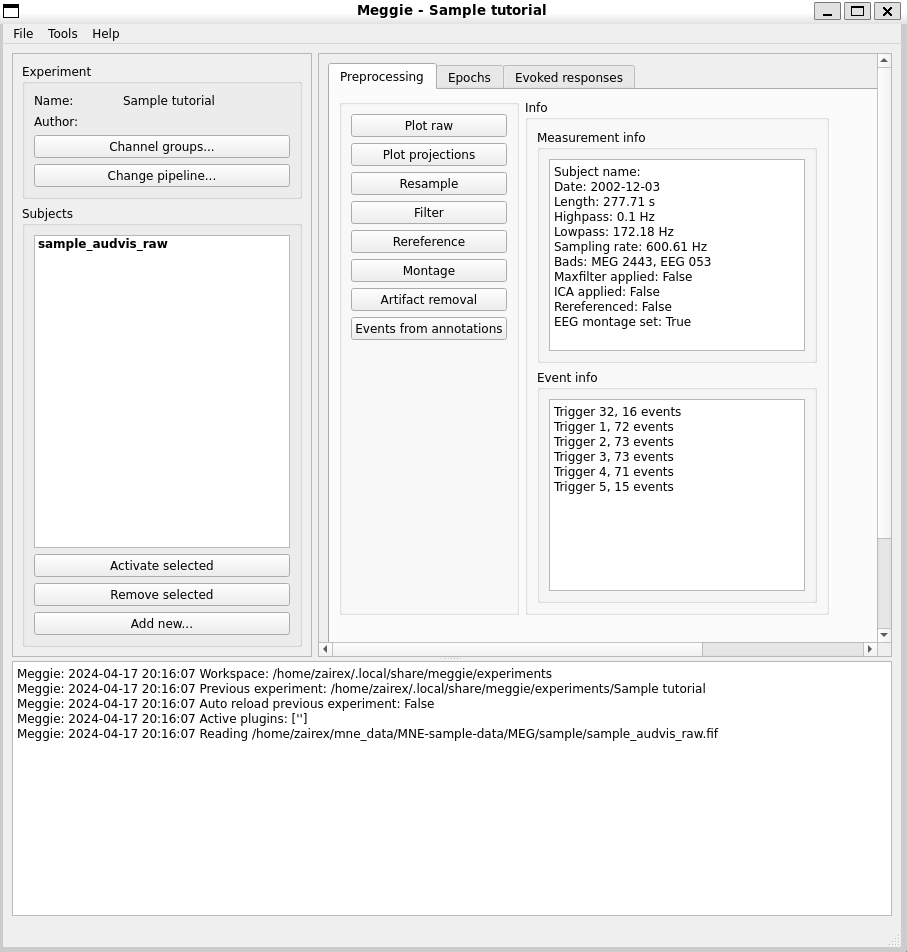 Meggie - Sample tutorial
File Tools Help
Experiment
Name: Sample tutorial
Author:
Channel groups...
Change pipeline...
Subjects
sample_audvis_raw
Activate selected
Remove selected
Add new...
Preprocessing Epochs Evoked responses
Plot raw
Plot projections
Resample
Filter
Rereference
Montage
Artifact removal
Events from annotations
Info
Measurement info
Subject name:
Date: 2002-12-03
Length: 277.71 s
Highpass: 0.1 Hz
Lowpass: 172.18 Hz
Sampling rate: 600.61 Hz
Bads: MEG 2443, EEG 053
Maxfilter applied: False
ICA applied: False
Rereferenced: False
EEG montage set: True
Event info
Trigger 32, 16 events
Trigger 1, 72 events
Trigger 2, 73 events
Trigger 3, 73 events
Trigger 4, 71 events
Trigger 5, 15 events
Meggie: 2024-04-17 20:16:07 Workspace: /home/zairex/.local/share/meggie/experiments
Meggie: 2024-04-17 20:16:07 Previous experiment: /home/zairex/.local/share/meggie/experiments/Sample tutorial
Meggie: 2024-04-17 20:16:07 Auto reload previous experiment: False
Meggie: 2024-04-17 20:16:07 Active plugins: ['']
Meggie: 2024-04-17 20:16:07 Reading /home/zairex/mne_data/MNE-sample-data/MEG/sample/sample_audvis_raw.fif